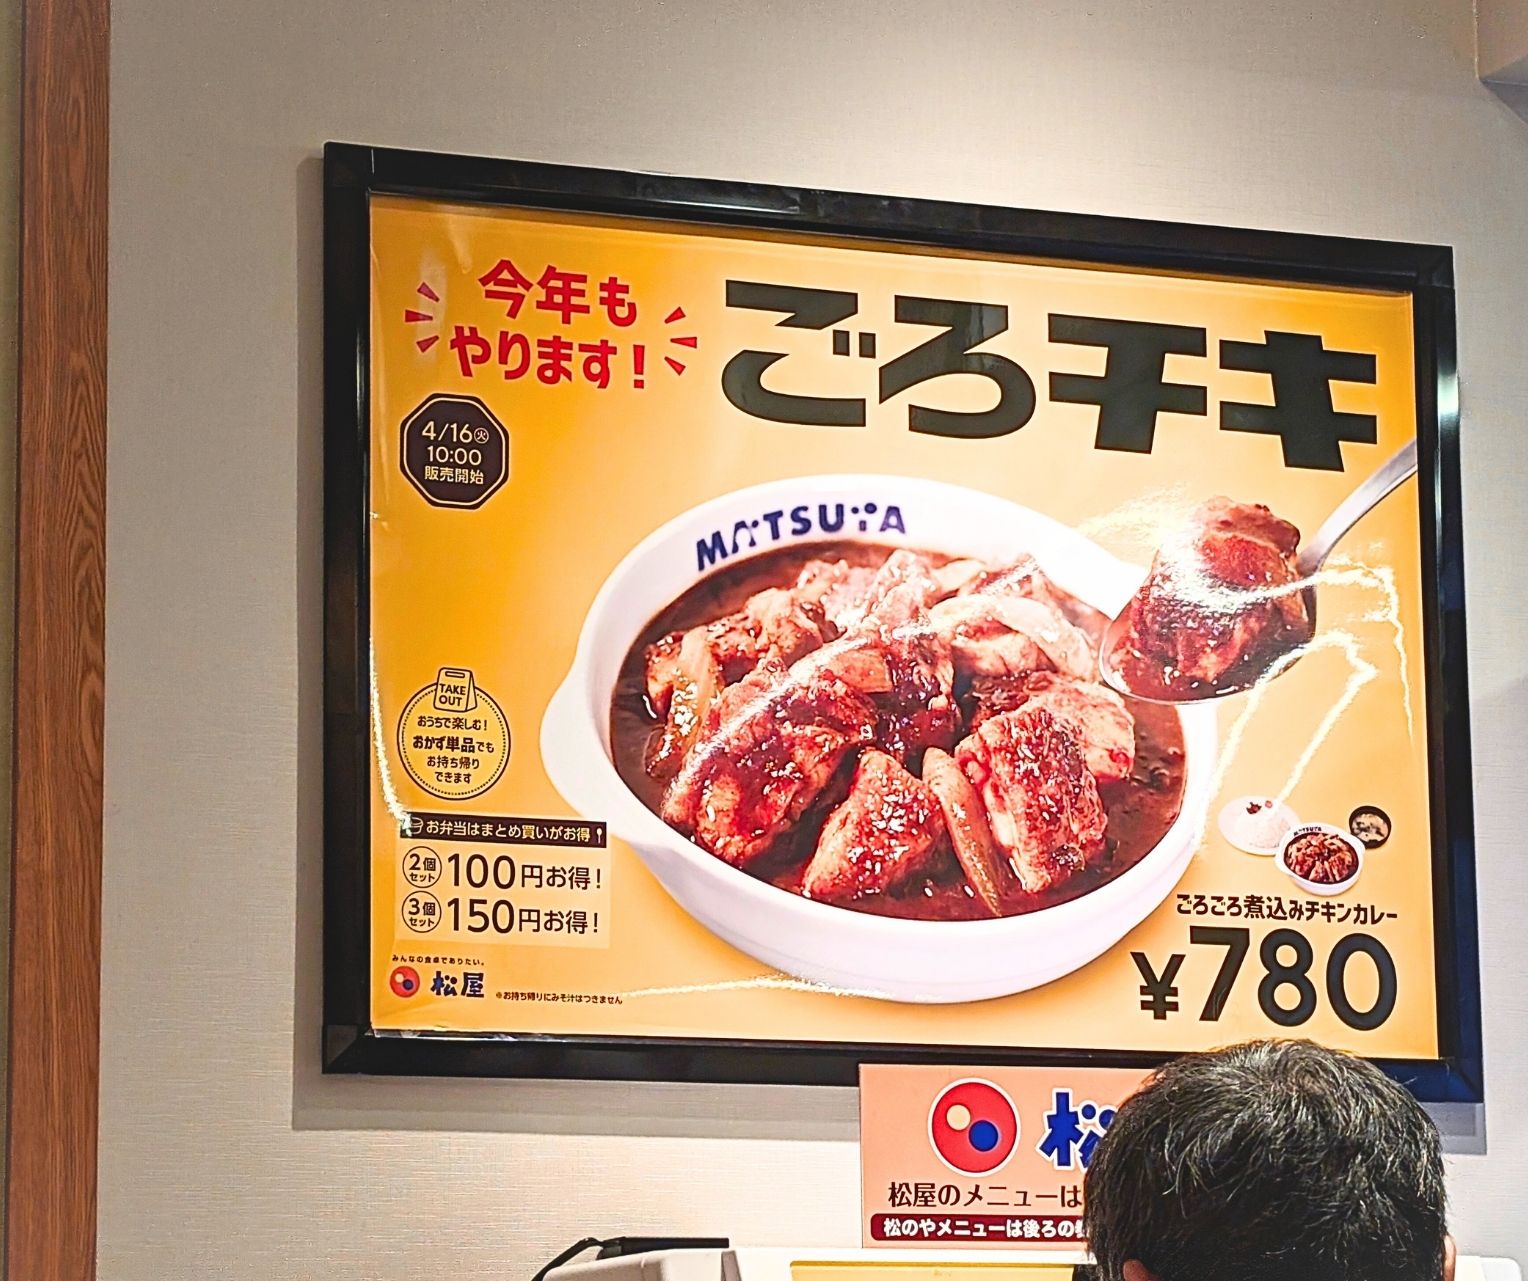 今年も
やります!
ごろチキ
4/16㊋
10:00
販売開始
MATSUYA
TAKE
OUT
おうちで楽しむ!
おかず単品でも
お持ち帰り
できます
お弁当はまとめ買いがお得
2個
セット
100円お得!
3個
セット
150円お得!
みんなの食卓でありたい。
松屋
※お持ち帰りにみそ汁はつきません
MATSUYA
ごろごろ煮込みチキンカレー
¥780
松
松屋のメニューは
松のやメニューは後ろの